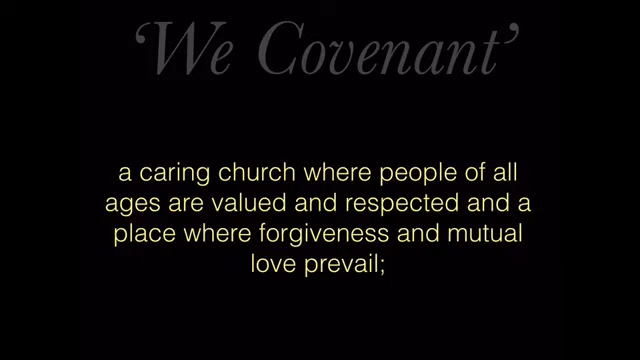 ‘We Covenant’
a caring church where people of all
ages are valued and respected and a
place where forgiveness and mutual
love prevail;